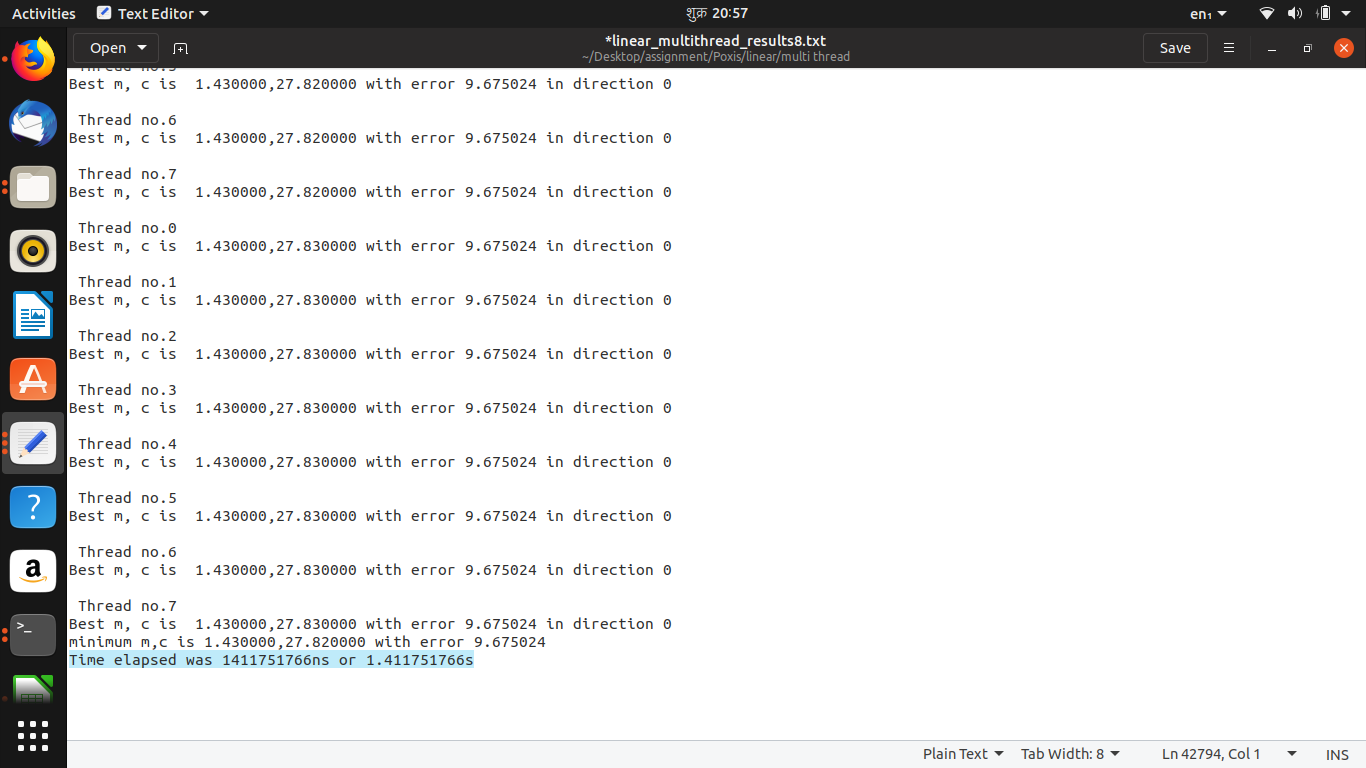 Activities Text Editor शुक्र 20:57 en₁
Open *linear_multithread_results8.txt Save
~/Desktop/assignment/Poxis/linear/multi thread
Best m, c is  1.430000,27.820000 with error 9.675024 in direction 0
Thread no.6
Best m, c is  1.430000,27.820000 with error 9.675024 in direction 0
Thread no.7
Best m, c is  1.430000,27.820000 with error 9.675024 in direction 0
Thread no.0
Best m, c is  1.430000,27.830000 with error 9.675024 in direction 0
Thread no.1
Best m, c is  1.430000,27.830000 with error 9.675024 in direction 0
Thread no.2
Best m, c is  1.430000,27.830000 with error 9.675024 in direction 0
Thread no.3
Best m, c is  1.430000,27.830000 with error 9.675024 in direction 0
Thread no.4
Best m, c is  1.430000,27.830000 with error 9.675024 in direction 0
Thread no.5
Best m, c is  1.430000,27.830000 with error 9.675024 in direction 0
Thread no.6
Best m, c is  1.430000,27.830000 with error 9.675024 in direction 0
Thread no.7
Best m, c is  1.430000,27.830000 with error 9.675024 in direction 0
minimum m,c is 1.430000,27.820000 with error 9.675024
Time elapsed was 1411751766ns or 1.411751766s
Plain Text Tab Width: 8 Ln 42794, Col 1 INS